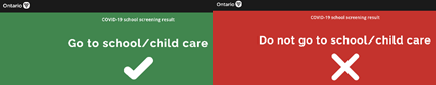 Ontario
COVID-19 school screening result
Go to school/child care
Ontario
COVID-19 school screening result
Do not go to school/child care